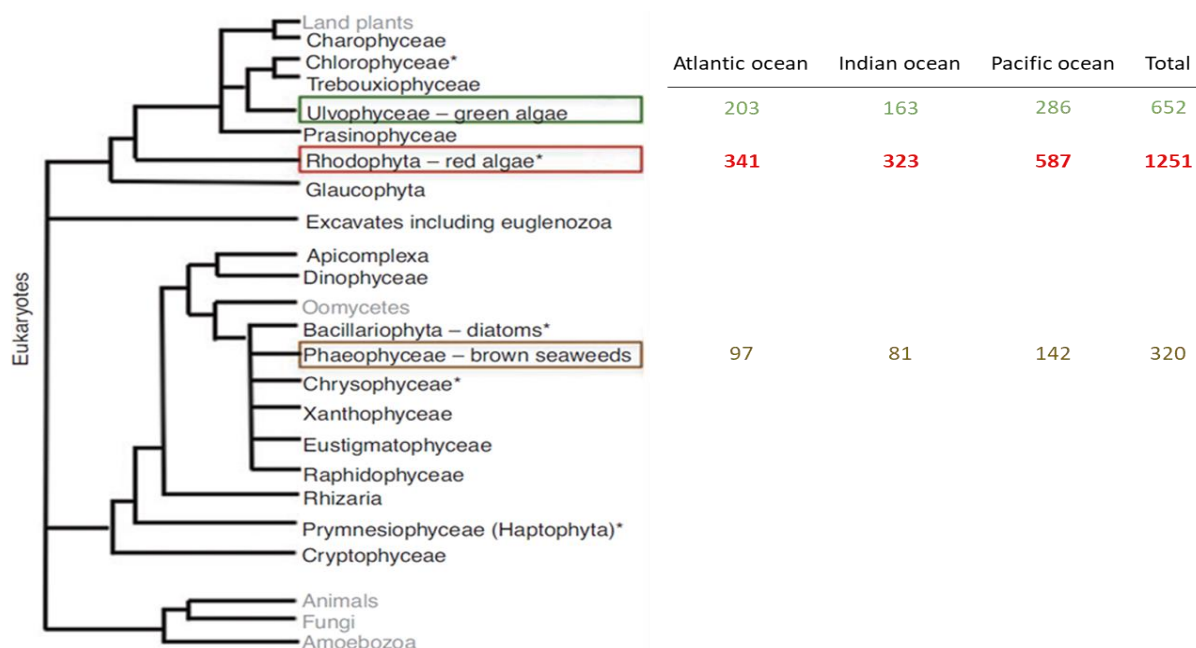 Land plants
Charophyceae
Chlorophyceae*
Trebouxiophyceae
Ulvophyceae – green algae
Prasinophyceae
Rhodophyta – red algae*
Glaucophyta
Excavates including euglenozoa
Apicomplexa
Dinophyceae
Oomycetes
Bacillariophyta – diatoms*
Phaeophyceae – brown seaweeds
Chrysophyceae*
Xanthophyceae
Eustigmatophyceae
Raphidophyceae
Rhizaria
Prymnesiophyceae (Haptophyta)*
Cryptophyceae
Animals
Fungi
Amoebozoa
Eukaryotes
Atlantic ocean Indian ocean Pacific ocean Total
203 163 286 652
341 323 587 1251
97 81 142 320